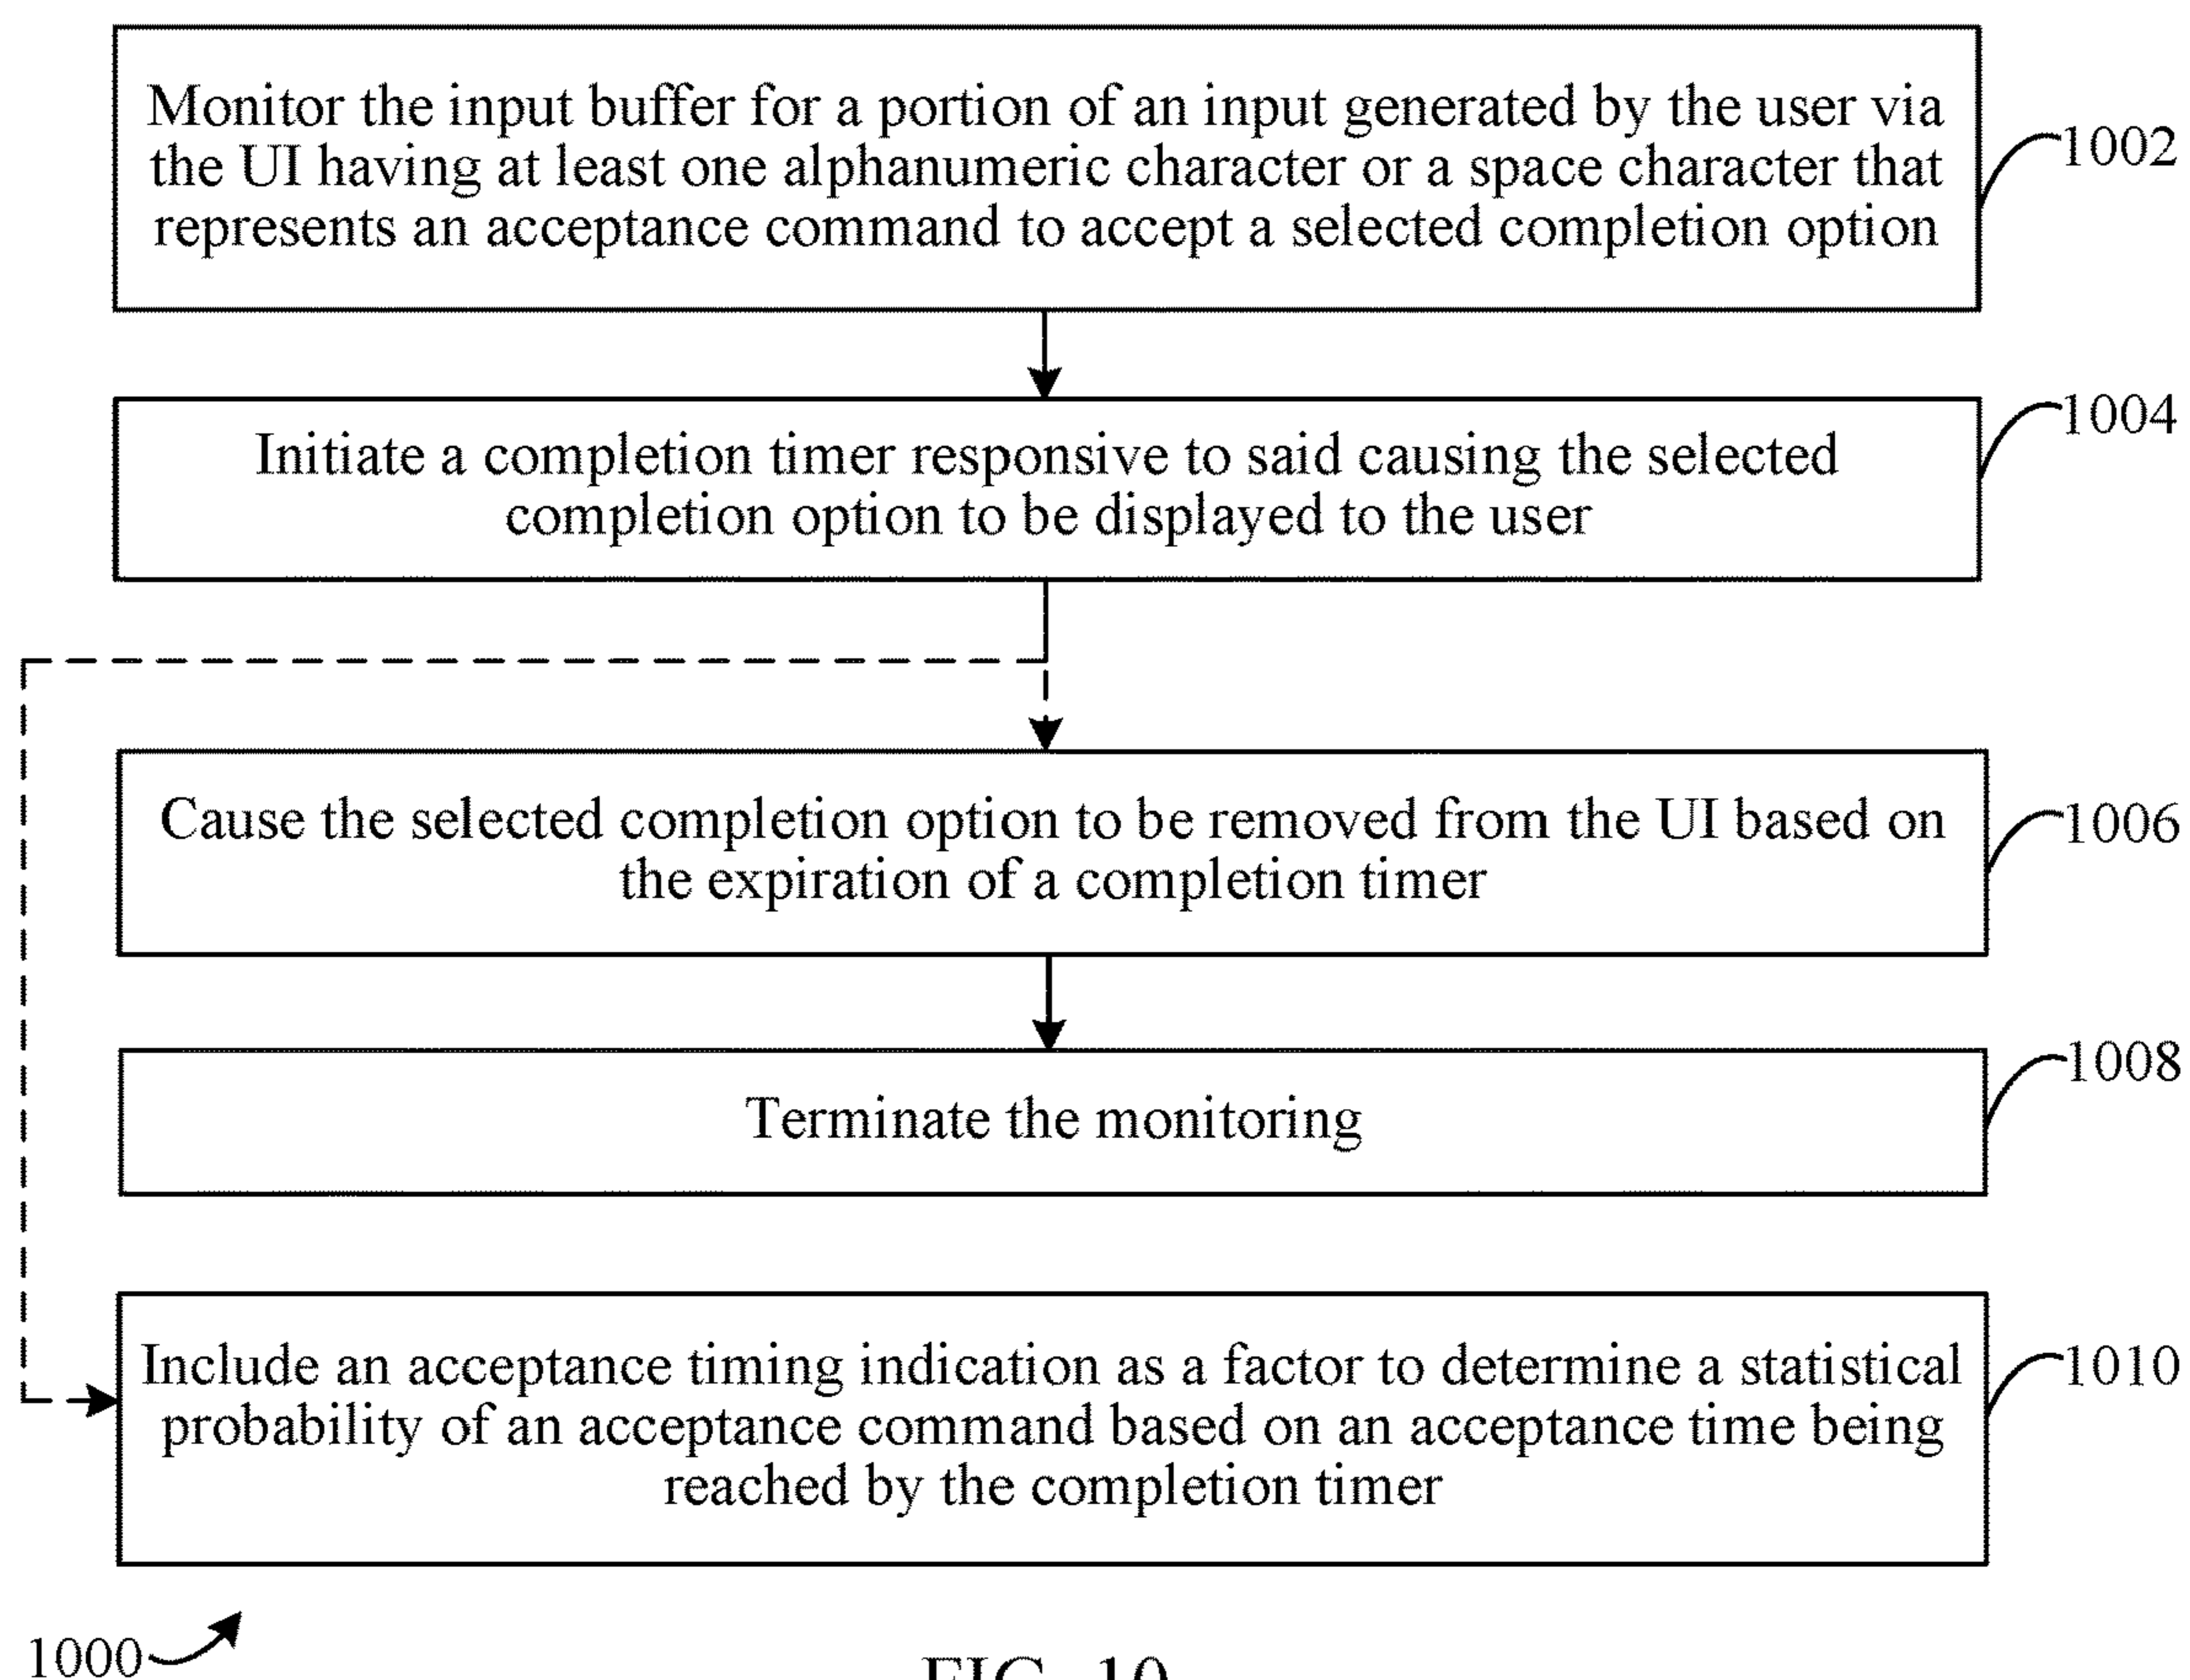 Monitor the input buffer for a portion of an input generated by the user via
the UI having at least one alphanumeric character or a space character that
represents an acceptance command to accept a selected completion option
1002
Initiate a completion timer responsive to said causing the selected
completion option to be displayed to the user
1004
Cause the selected completion option to be removed from the UI based on
the expiration of a completion timer
1006
Terminate the monitoring
1008
Include an acceptance timing indication as a factor to determine a statistical
probability of an acceptance command based on an acceptance time being
reached by the completion timer
1010
1000
FIG. 10